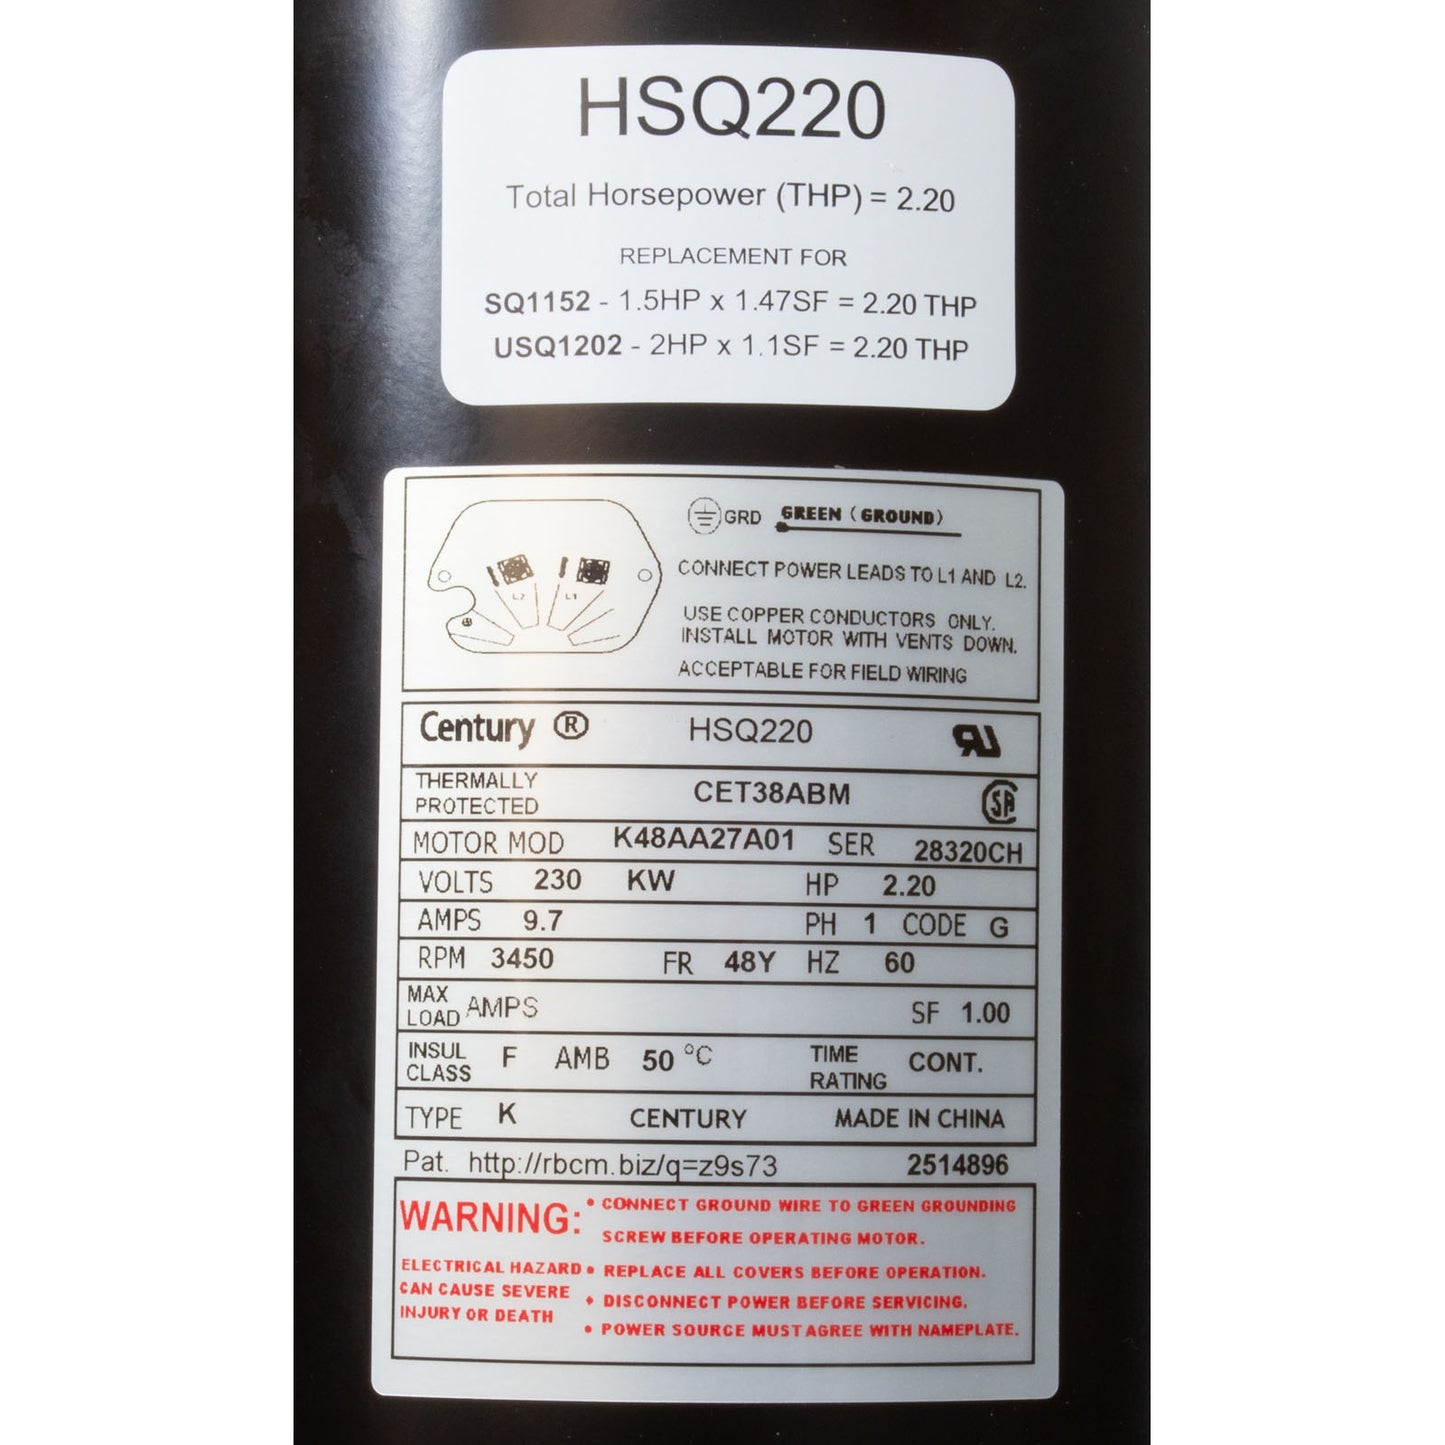 HSQ220
Total Horsepower (THP) = 2.20
REPLACEMENT FOR
SQ1152 - 1.5HP x 1.47SF = 2.20 THP
USQ1202 - 2HP x 1.1SF = 2.20 THP
GRD GREEN (GROUND)
CONNECT POWER LEADS TO L1 AND L2.
L2 L1
USE COPPER CONDUCTORS ONLY.
INSTALL MOTOR WITH VENTS DOWN.
ACCEPTABLE FOR FIELD WIRING
Century ® HSQ220 RU
THERMALLY
PROTECTED CET38ABM SA
MOTOR MOD K48AA27A01 SER 28320CH
VOLTS 230 KW HP 2.20
AMPS 9.7 PH 1 CODE G
RPM 3450 FR 48Y HZ 60
MAX
LOAD AMPS SF 1.00
INSUL
CLASS F AMB 50 °C TIME
RATING CONT.
TYPE K CENTURY MADE IN CHINA
Pat. http://rbcm.biz/q=z9s73 2514896
WARNING: • CONNECT GROUND WIRE TO GREEN GROUNDING
SCREW BEFORE OPERATING MOTOR.
ELECTRICAL HAZARD • REPLACE ALL COVERS BEFORE OPERATION.
CAN CAUSE SEVERE
INJURY OR DEATH
• DISCONNECT POWER BEFORE SERVICING.
• POWER SOURCE MUST AGREE WITH NAMEPLATE.